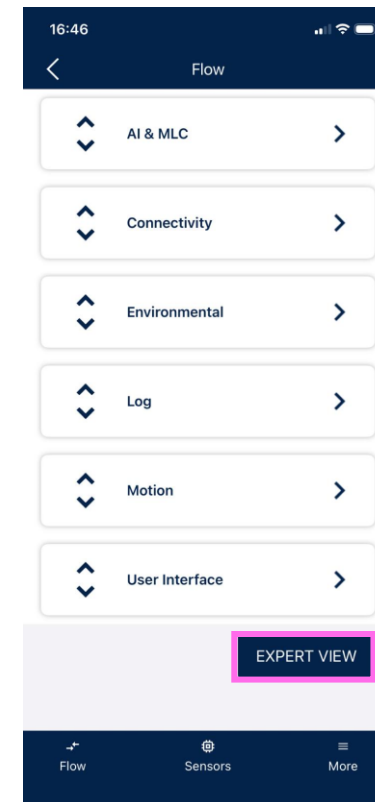 16:46
Flow
AI & MLC
Connectivity
Environmental
Log
Motion
User Interface
EXPERT VIEW
Flow Sensors More